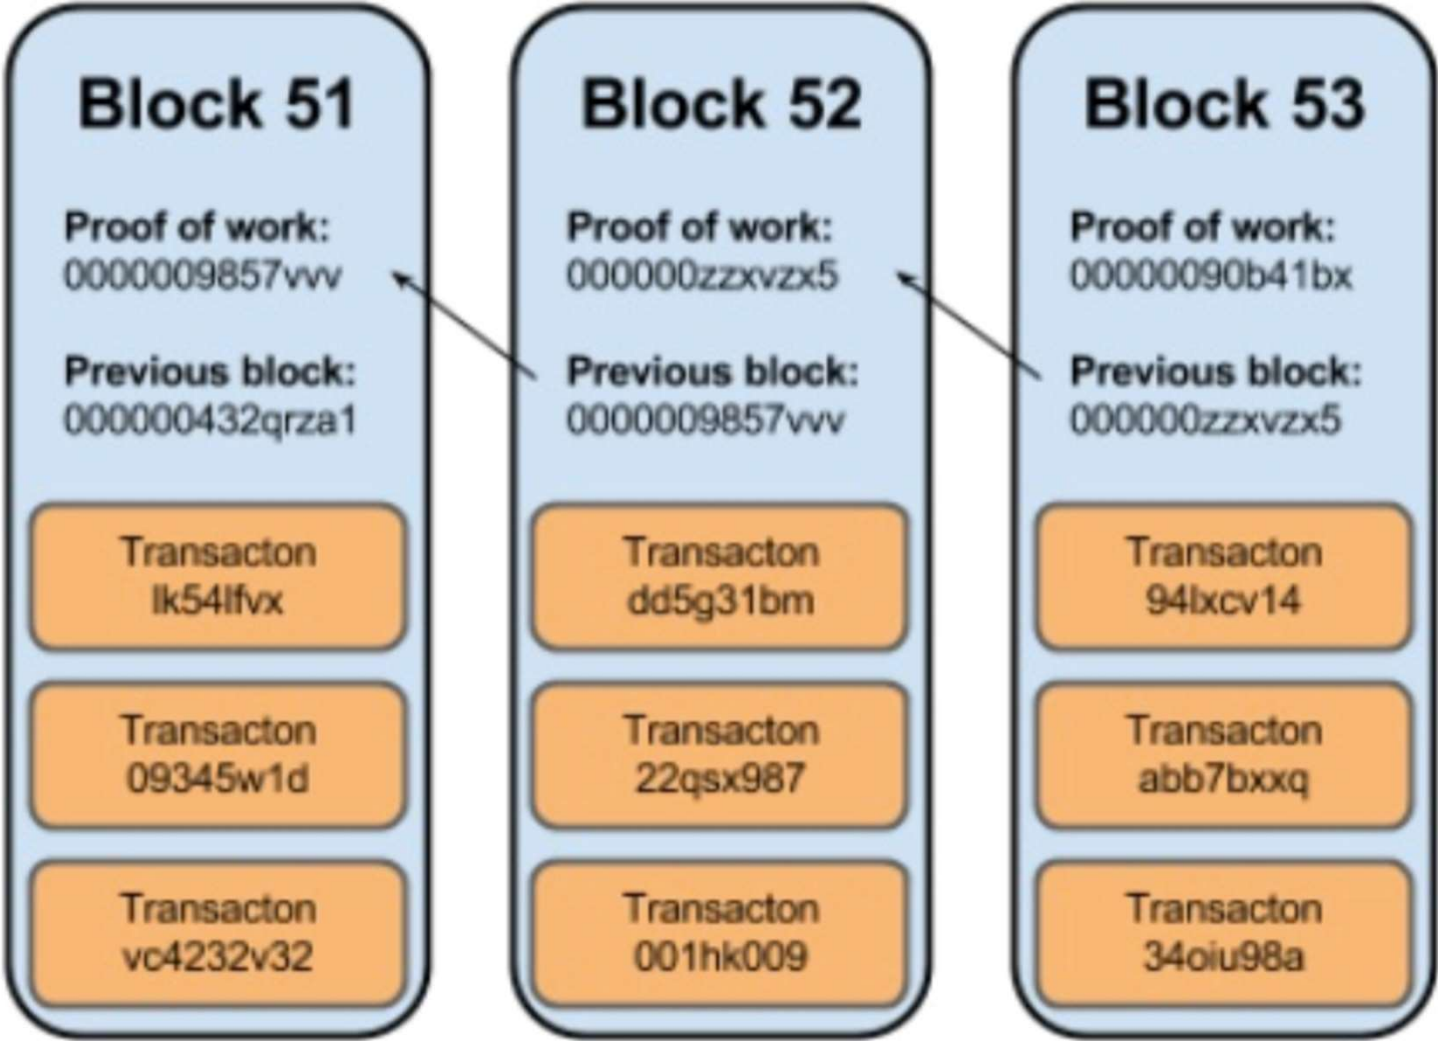 Block 51
Proof of work:
0000009857vvv
Previous block:
000000432qrza1
Transacton
lk54lfvx
Transacton
09345w1d
Transacton
vc4232v32
Block 52
Proof of work:
000000zzxvzx5
Previous block:
0000009857vvv
Transacton
dd5g31bm
Transacton
22qsx987
Transacton
001hk009
Block 53
Proof of work:
00000090b41bx
Previous block:
000000zzxvzx5
Transacton
94lxcv14
Transacton
abb7bxxq
Transacton
34oiu98a